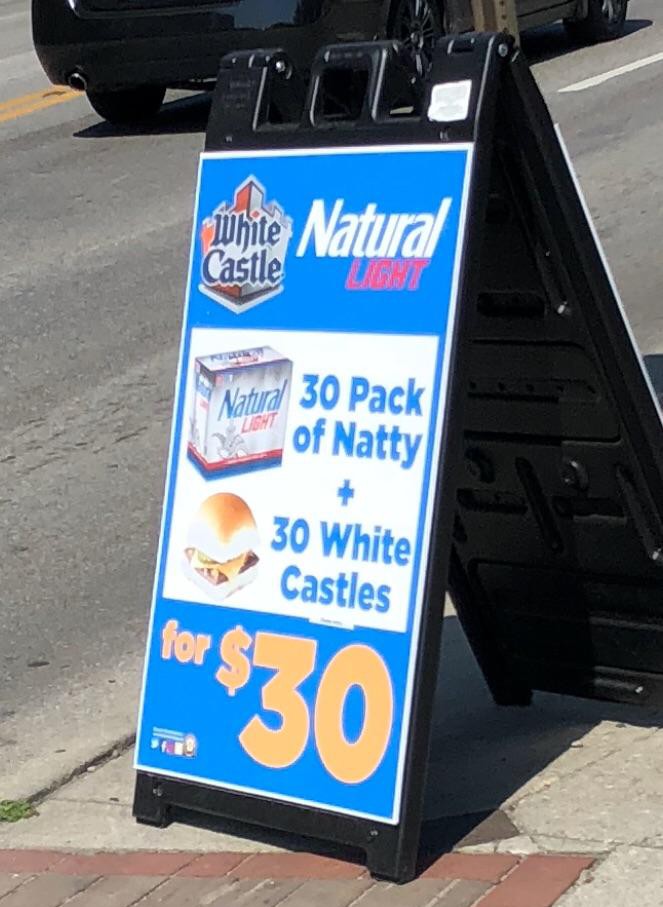 White
Castle
Natural
LIGHT
Natural
LIGHT
30 Pack
of Natty
+
30 White
Castles
for $30